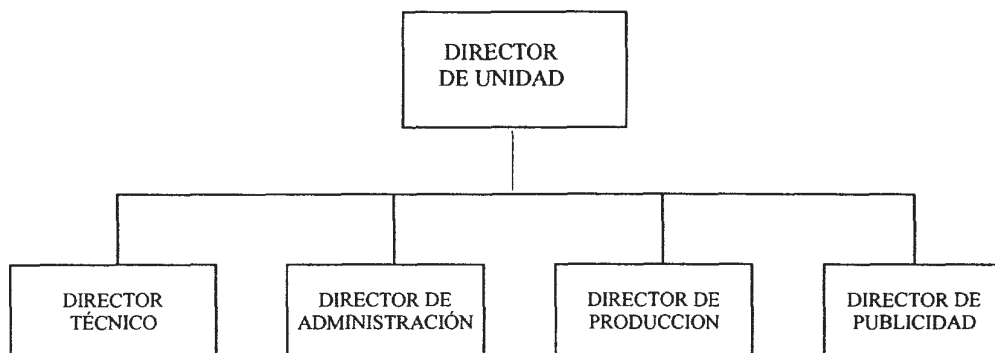 DIRECTOR
DE UNIDAD
DIRECTOR
TÉCNICO
DIRECTOR DE
ADMINISTRACIÓN
DIRECTOR DE
PRODUCCION
DIRECTOR DE
PUBLICIDAD